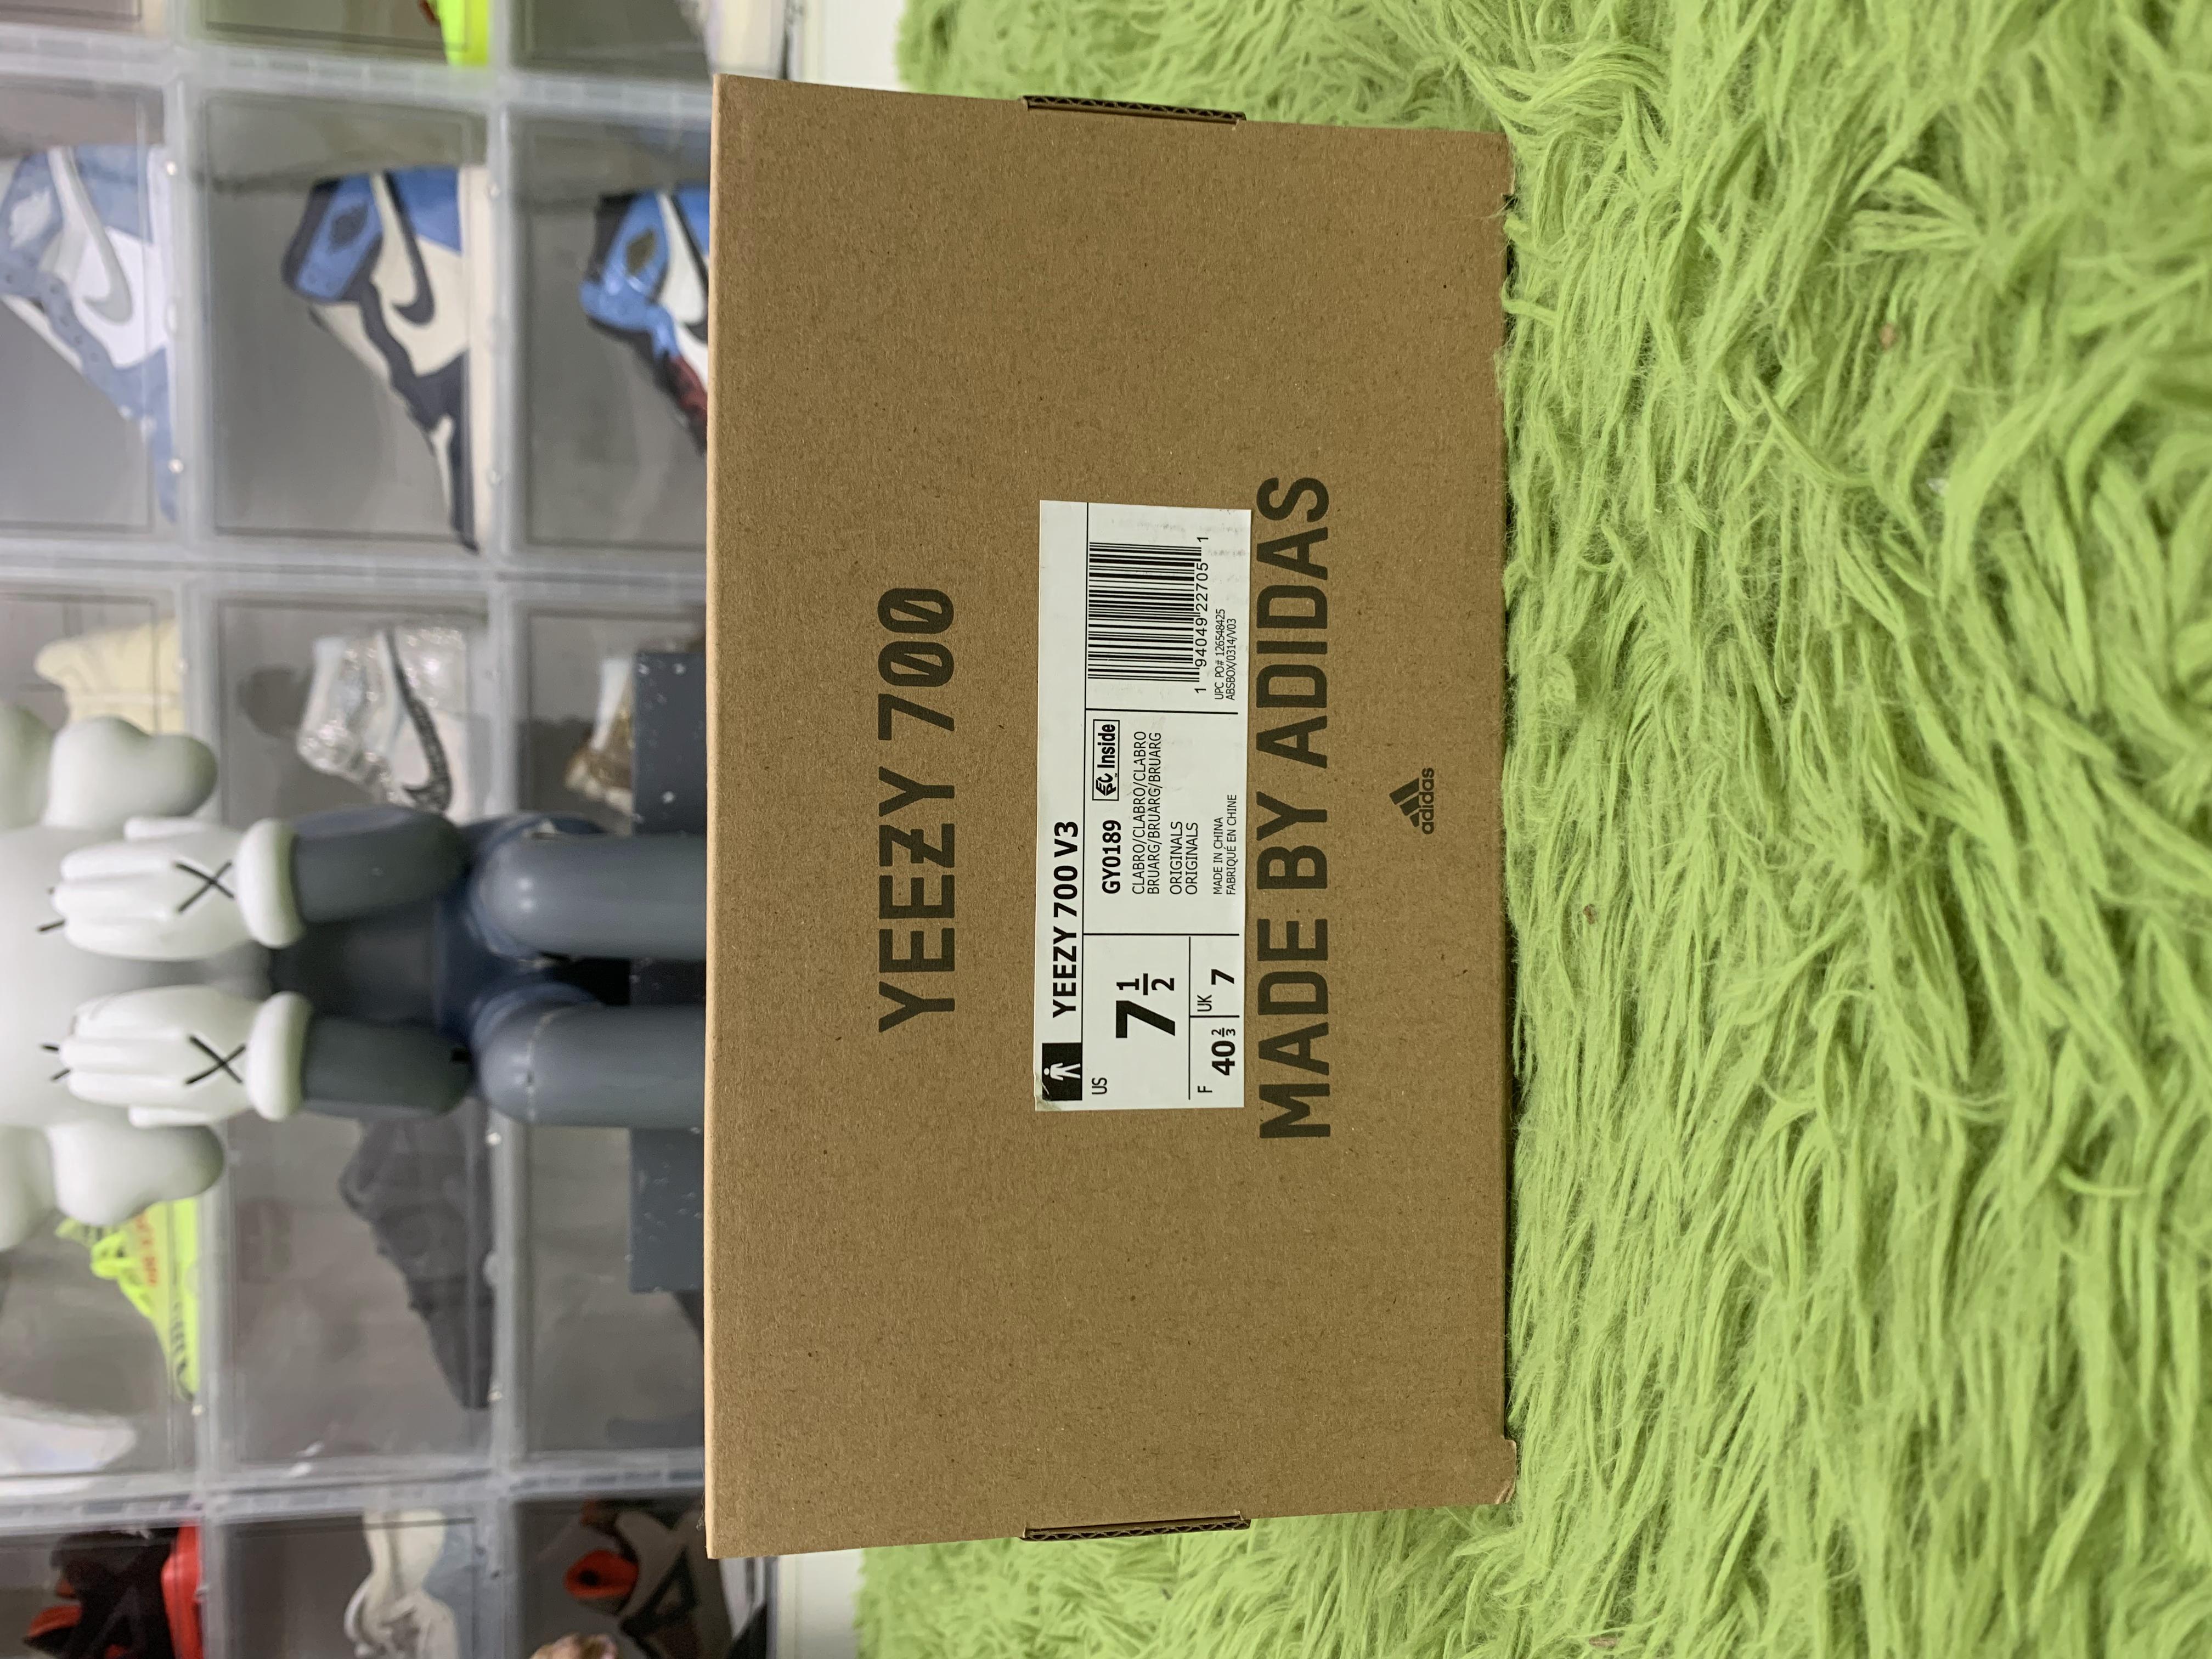 YEEZY 700
YEEZY 700 V3
US
7 1/2
F
40 2/3
UK
7
GY0189
EPC Inside
CLABRO/CLABRO/CLABRO
BRUARG/BRUARG/BRUARG
ORIGINALS
ORIGINALS
MADE IN CHINA
FABRIQUÉ EN CHINE
1 94049 22705 1
UPC PO# 126548425
ABSBOX/0314/V03
MADE BY ADIDAS
adidas